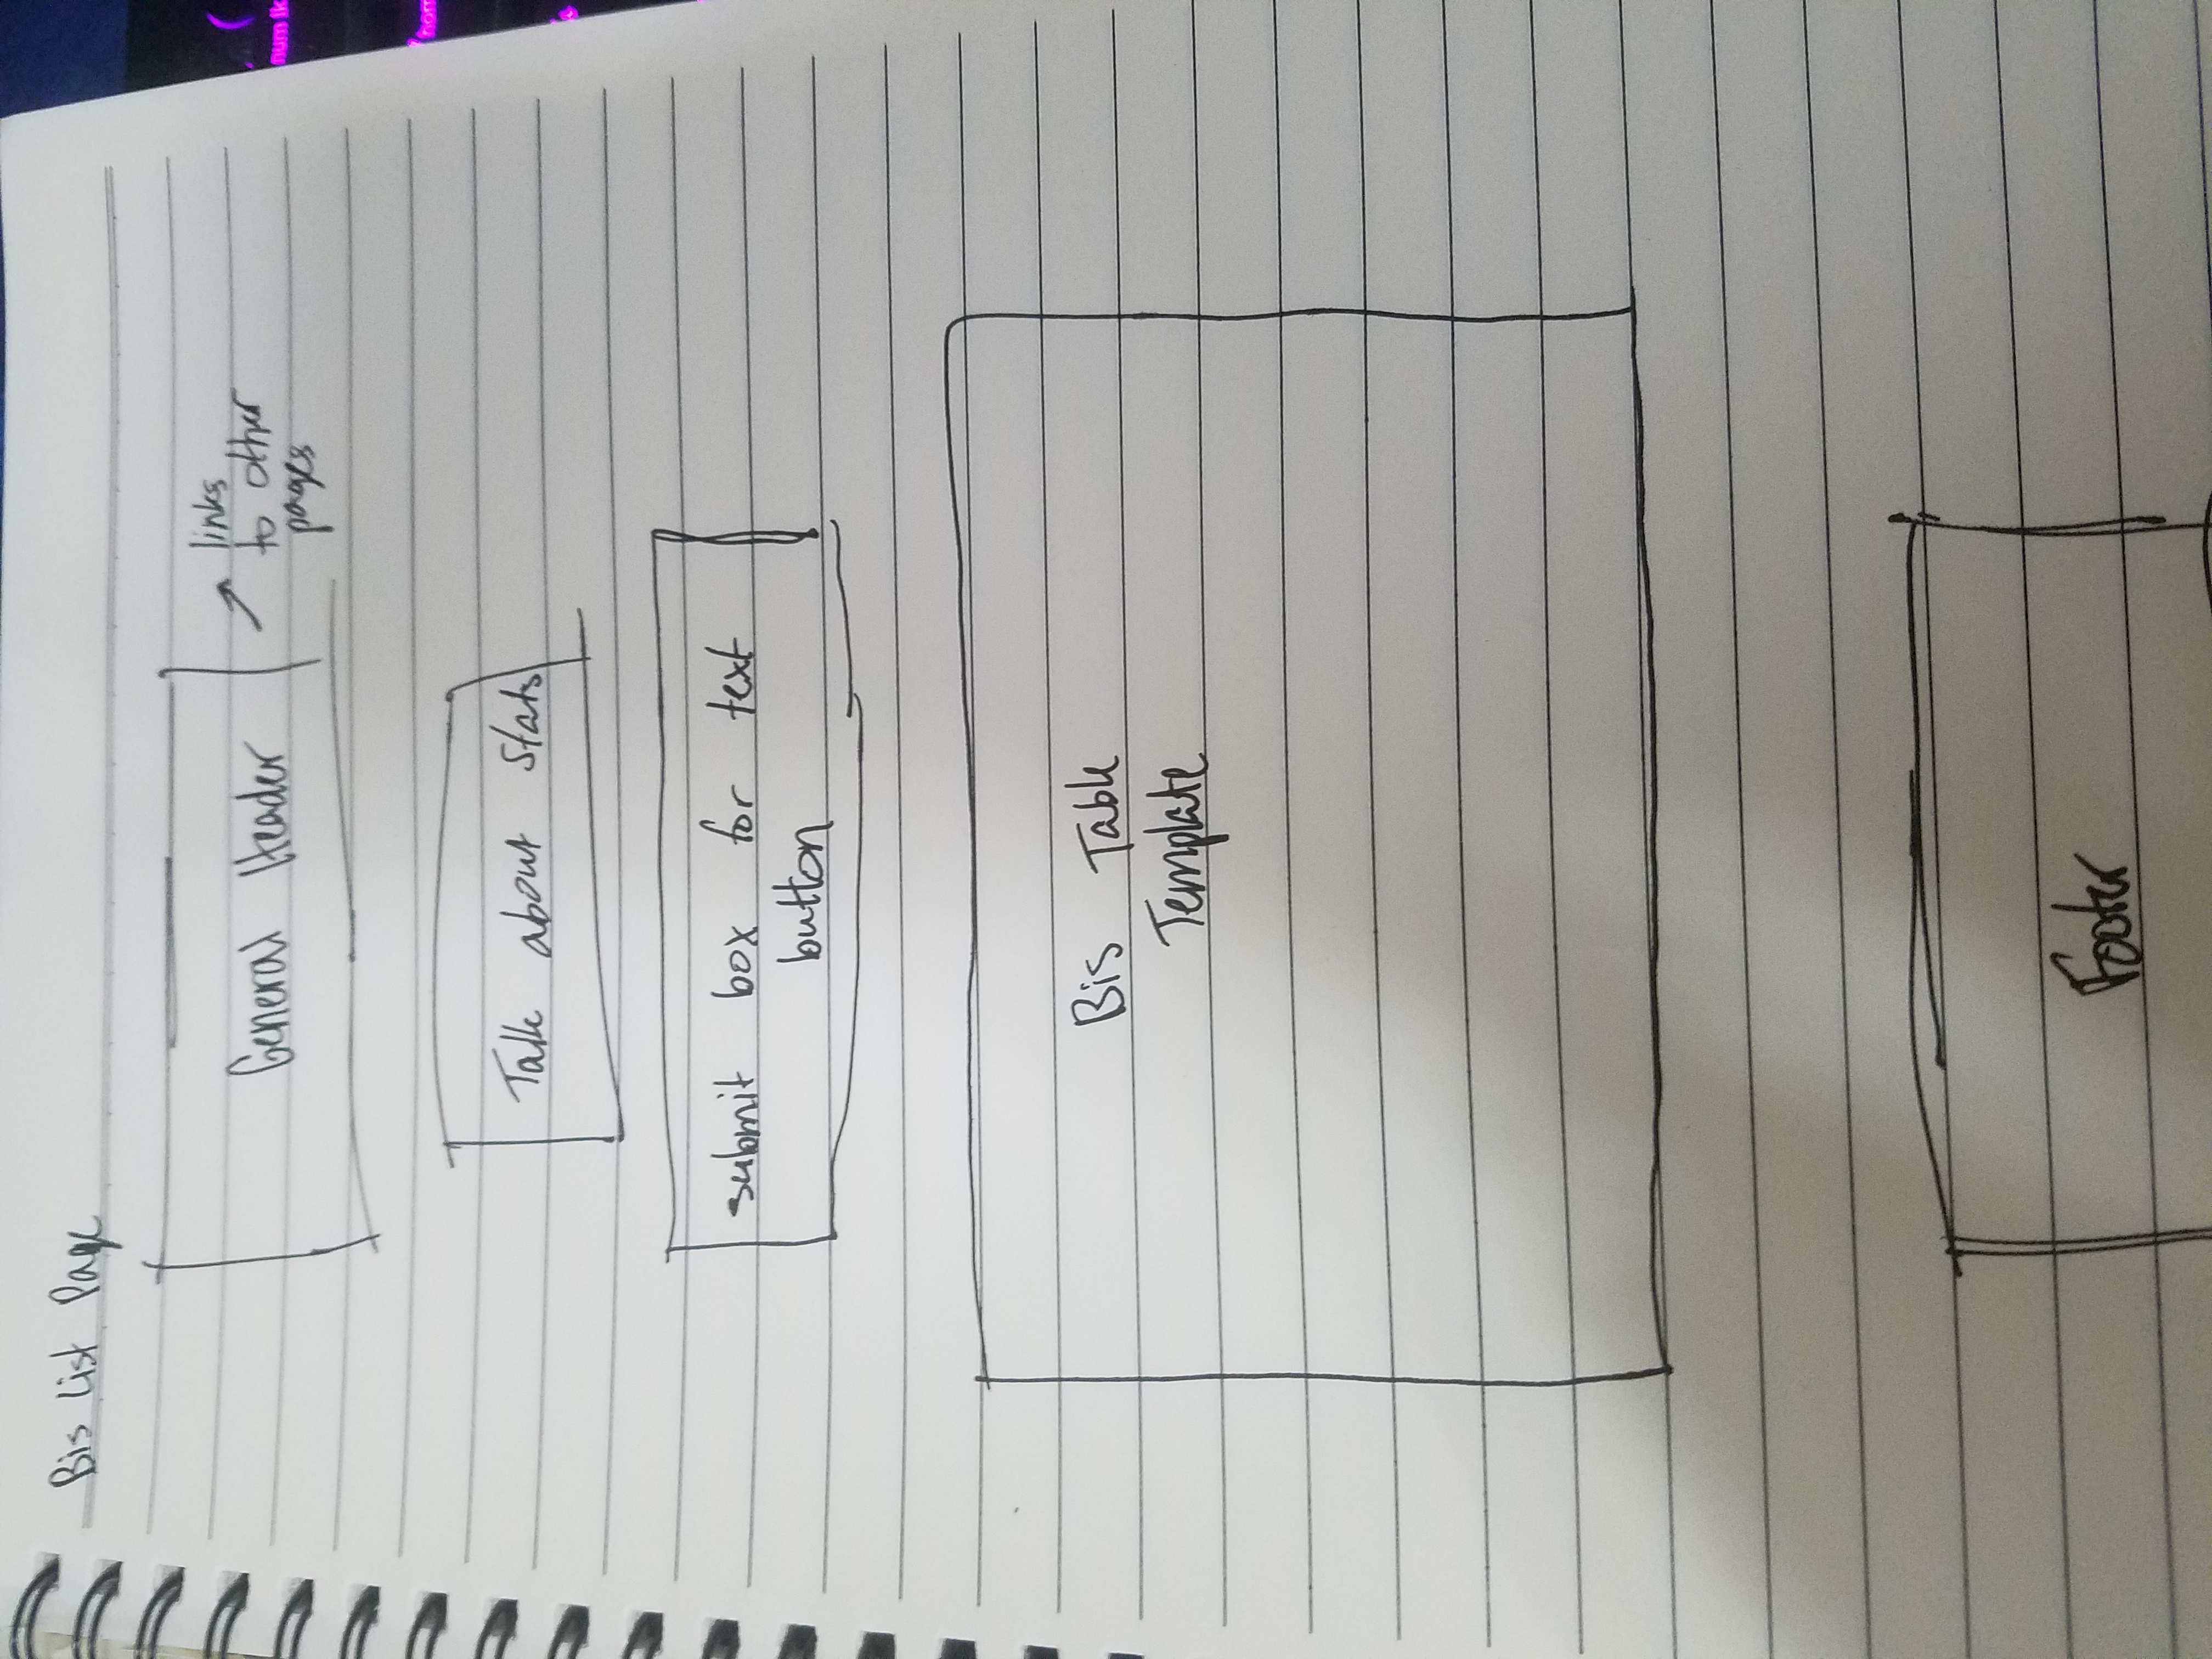 Bis List Page
General Header
links
to other
pages
Talk about Stats
submit box for text
button
Bis Table
Template
Footer
num lk
hom